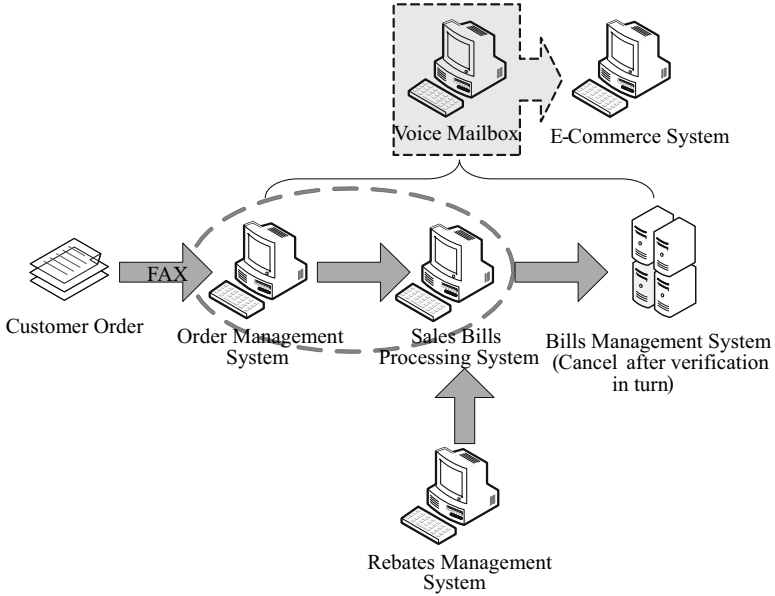 Voice Mailbox
E-Commerce System
FAX
Customer Order
Order Management
System
Sales Bills
Processing System
Bills Management System
(Cancel after verification
in turn)
Rebates Management
System